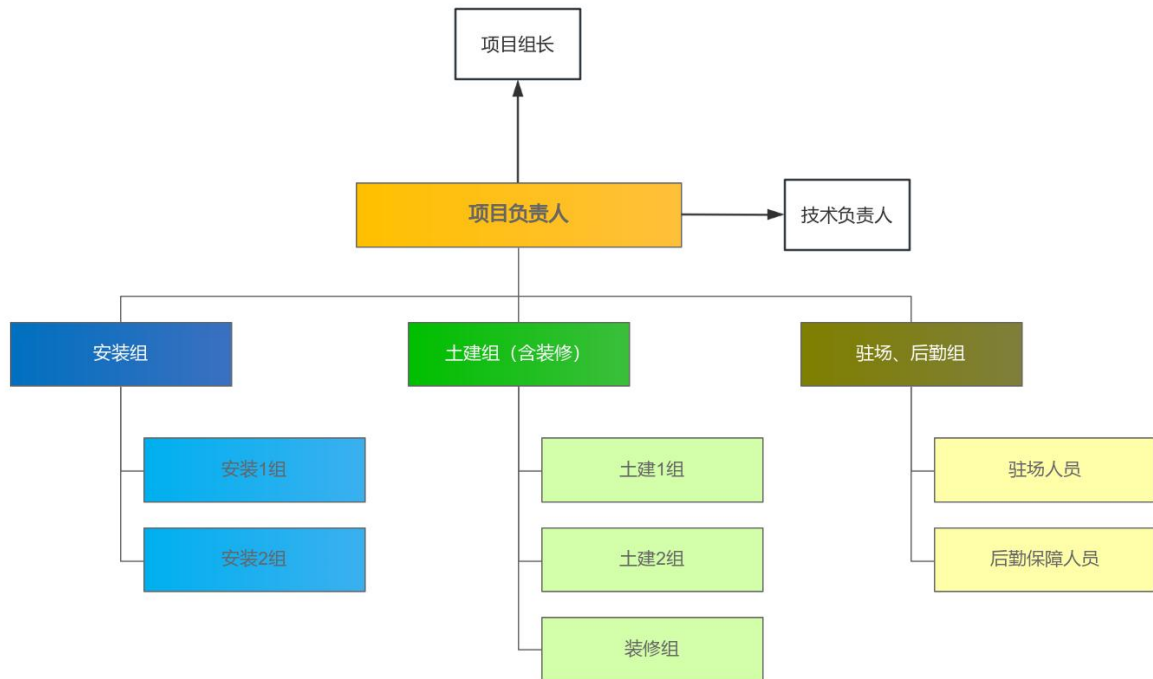 项目组长
项目负责人
技术负责人
安装组
土建组（含装修）
驻场、后勤组
安装1组
土建1组
驻场人员
安装2组
土建2组
后勤保障人员
装修组